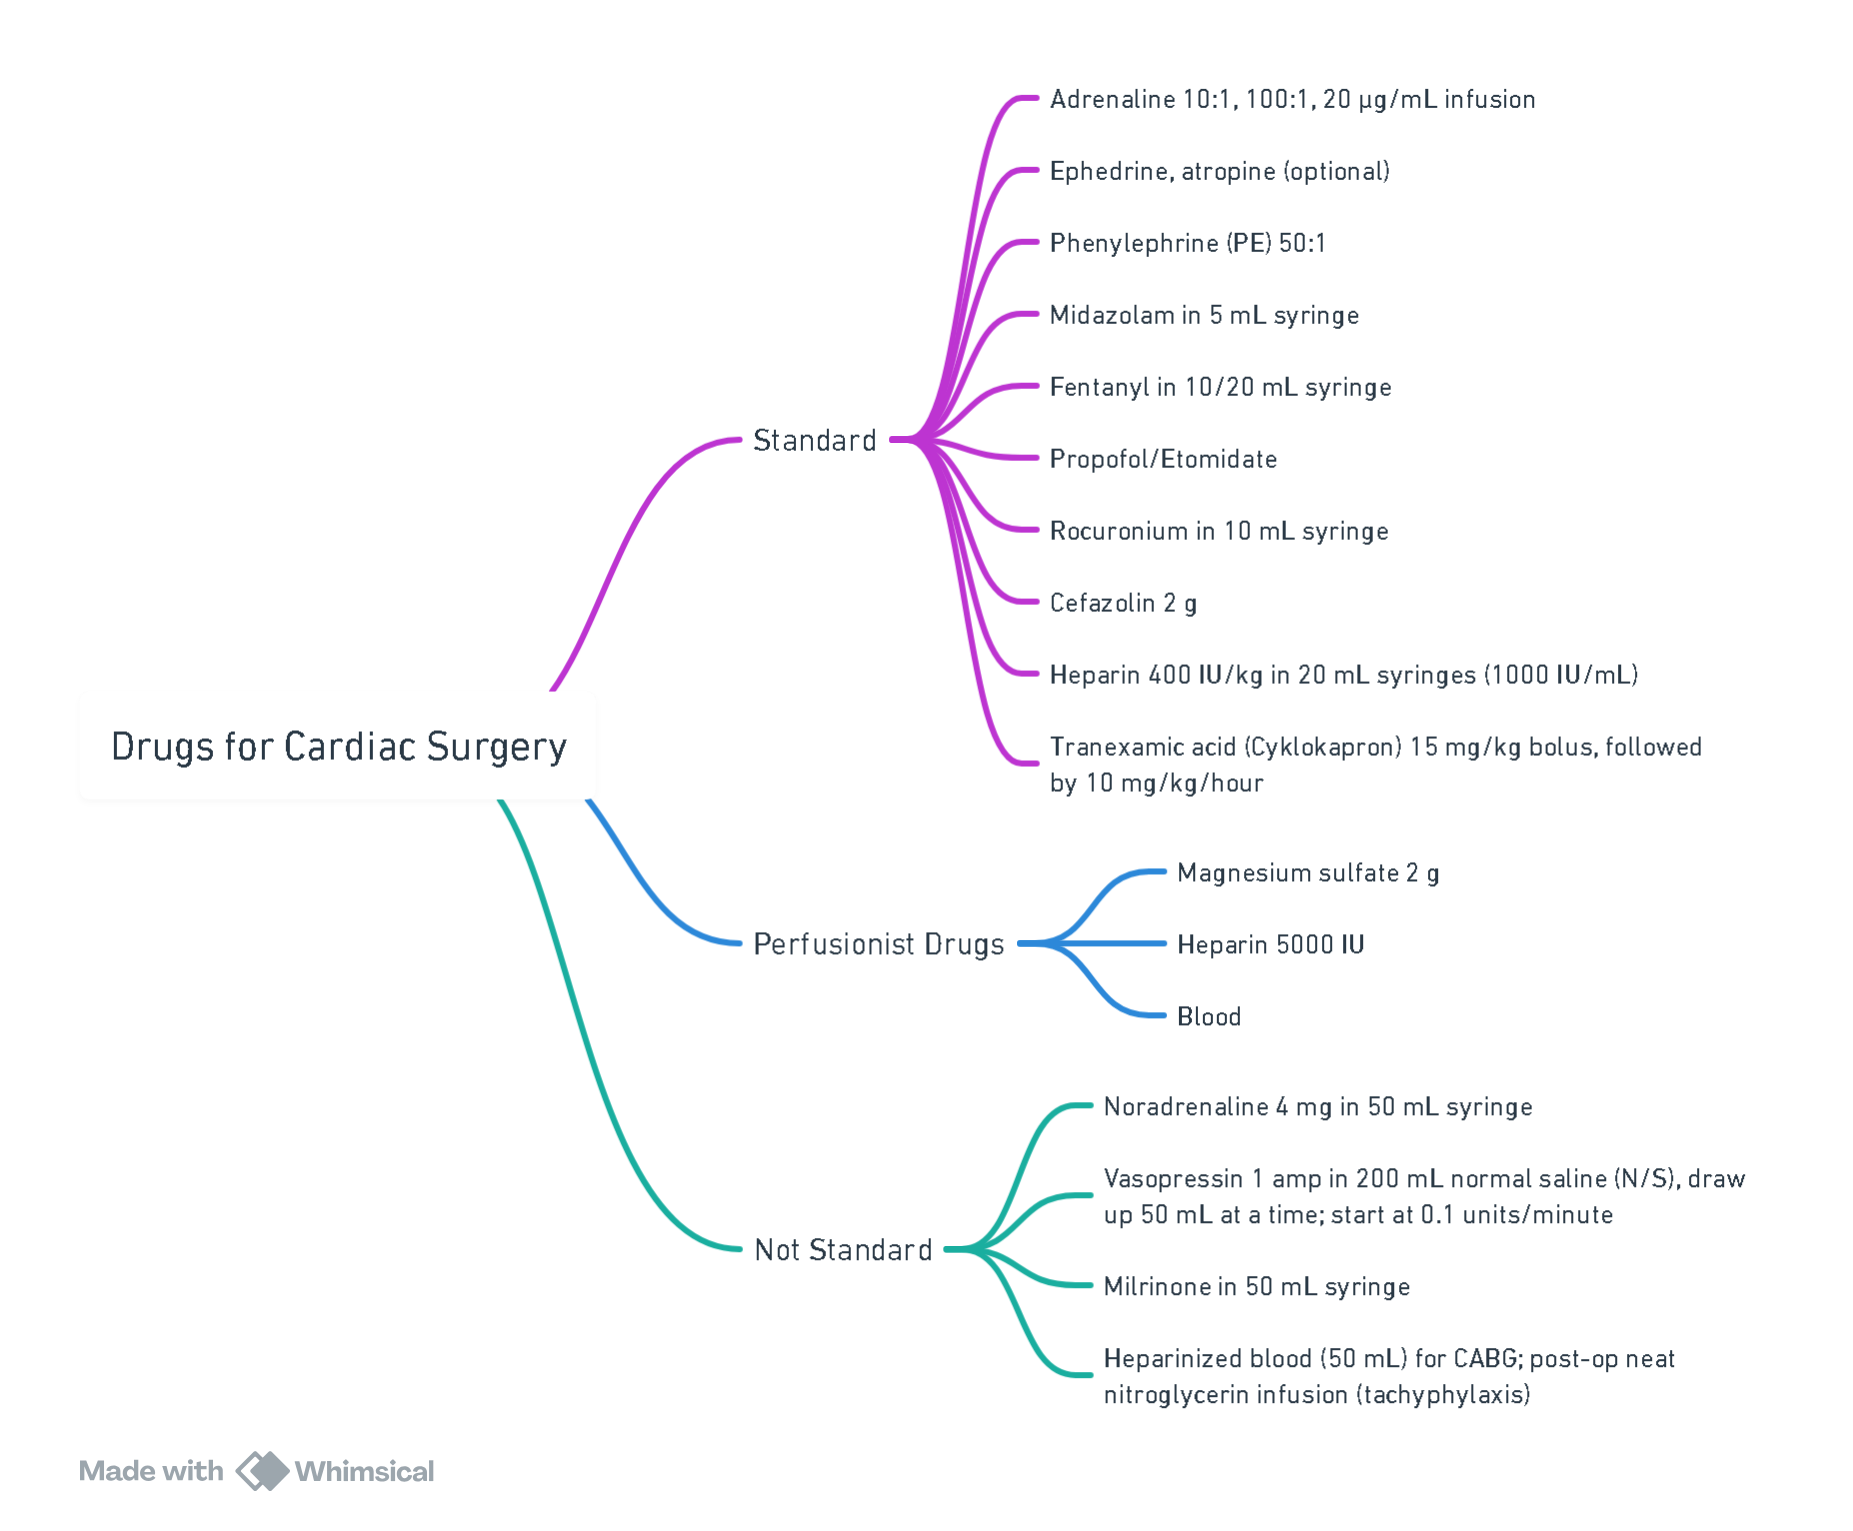 Adrenaline 10:1, 100:1, 20 µg/mL infusion
Ephedrine, atropine (optional)
Phenylephrine (PE) 50:1
Midazolam in 5 mL syringe
Fentanyl in 10/20 mL syringe
Standard
Propofol/Etomidate
Rocuronium in 10 mL syringe
Cefazolin 2 g
Heparin 400 IU/kg in 20 mL syringes (1000 IU/mL)
Drugs for Cardiac Surgery
Tranexamic acid (Cyklokapron) 15 mg/kg bolus, followed
by 10 mg/kg/hour
Magnesium sulfate 2 g
Perfusionist Drugs
Heparin 5000 IU
Blood
Noradrenaline 4 mg in 50 mL syringe
Vasopressin 1 amp in 200 mL normal saline (N/S), draw
up 50 mL at a time; start at 0.1 units/minute
Not Standard
Milrinone in 50 mL syringe
Heparinized blood (50 mL) for CABG; post-op neat
nitroglycerin infusion (tachyphylaxis)
Made with Whimsical